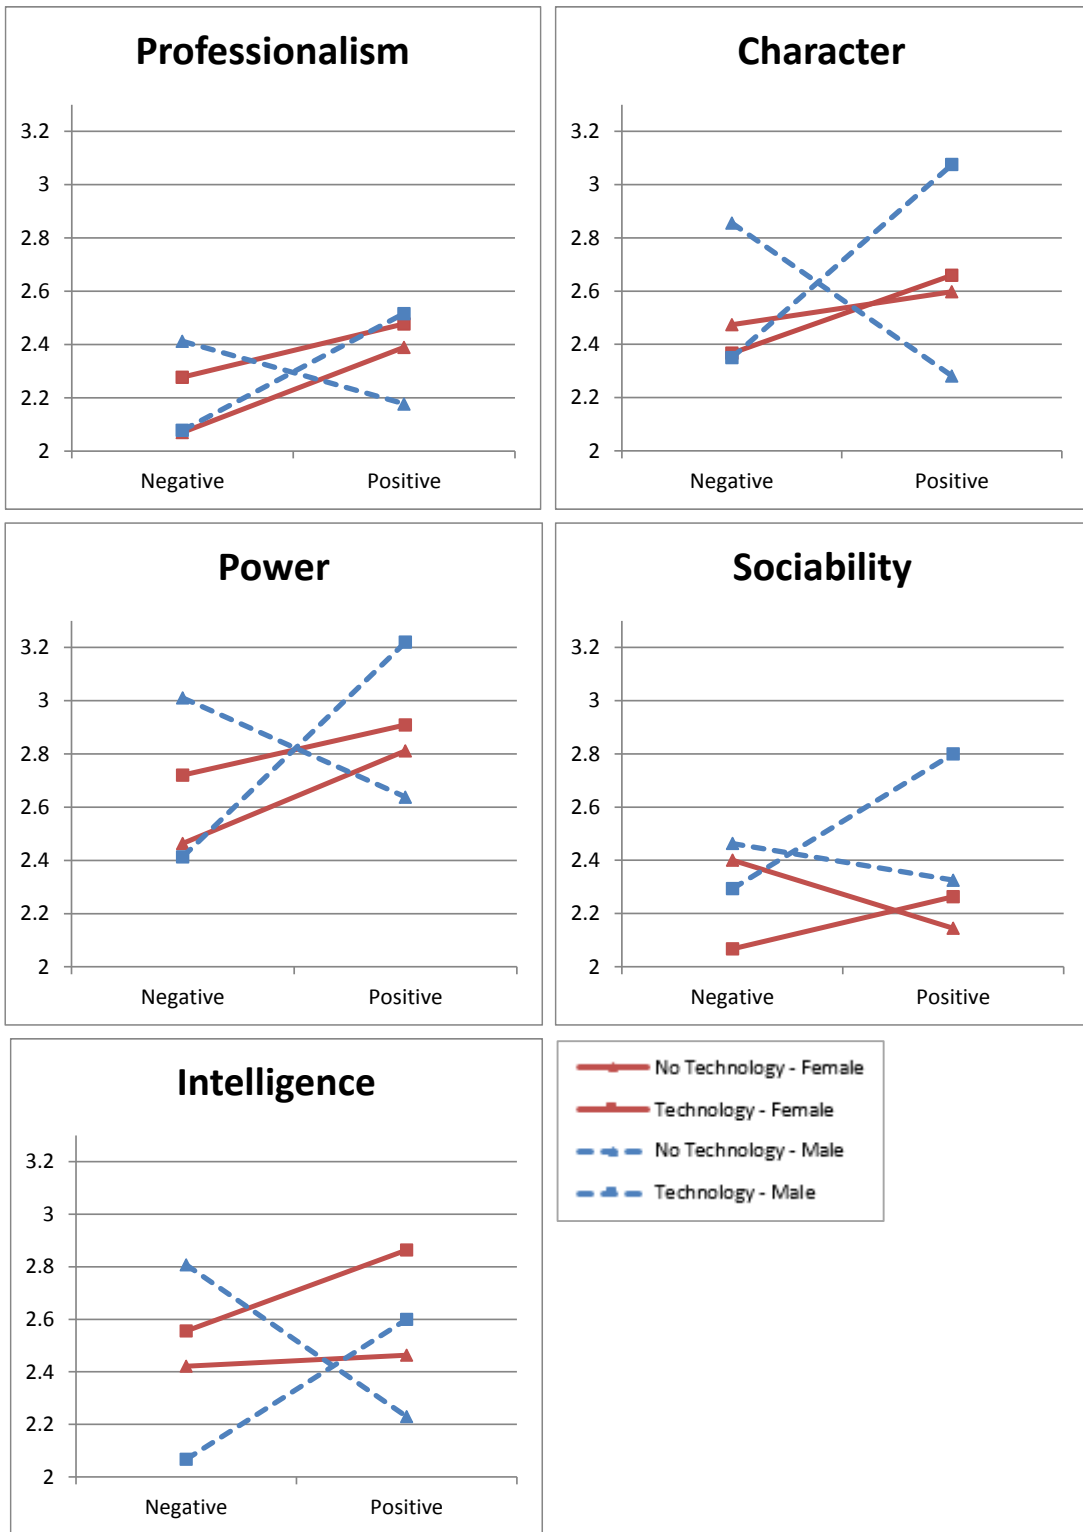 Professionalism
3.2
3
2.8
2.6
2.4
2.2
2
Negative Positive
Character
3.2
3
2.8
2.6
2.4
2.2
2
Negative Positive
Power
3.2
3
2.8
2.6
2.4
2.2
2
Negative Positive
Sociability
3.2
3
2.8
2.6
2.4
2.2
2
Negative Positive
Intelligence
3.2
3
2.8
2.6
2.4
2.2
2
Negative Positive
No Technology - Female
Technology - Female
No Technology - Male
Technology - Male